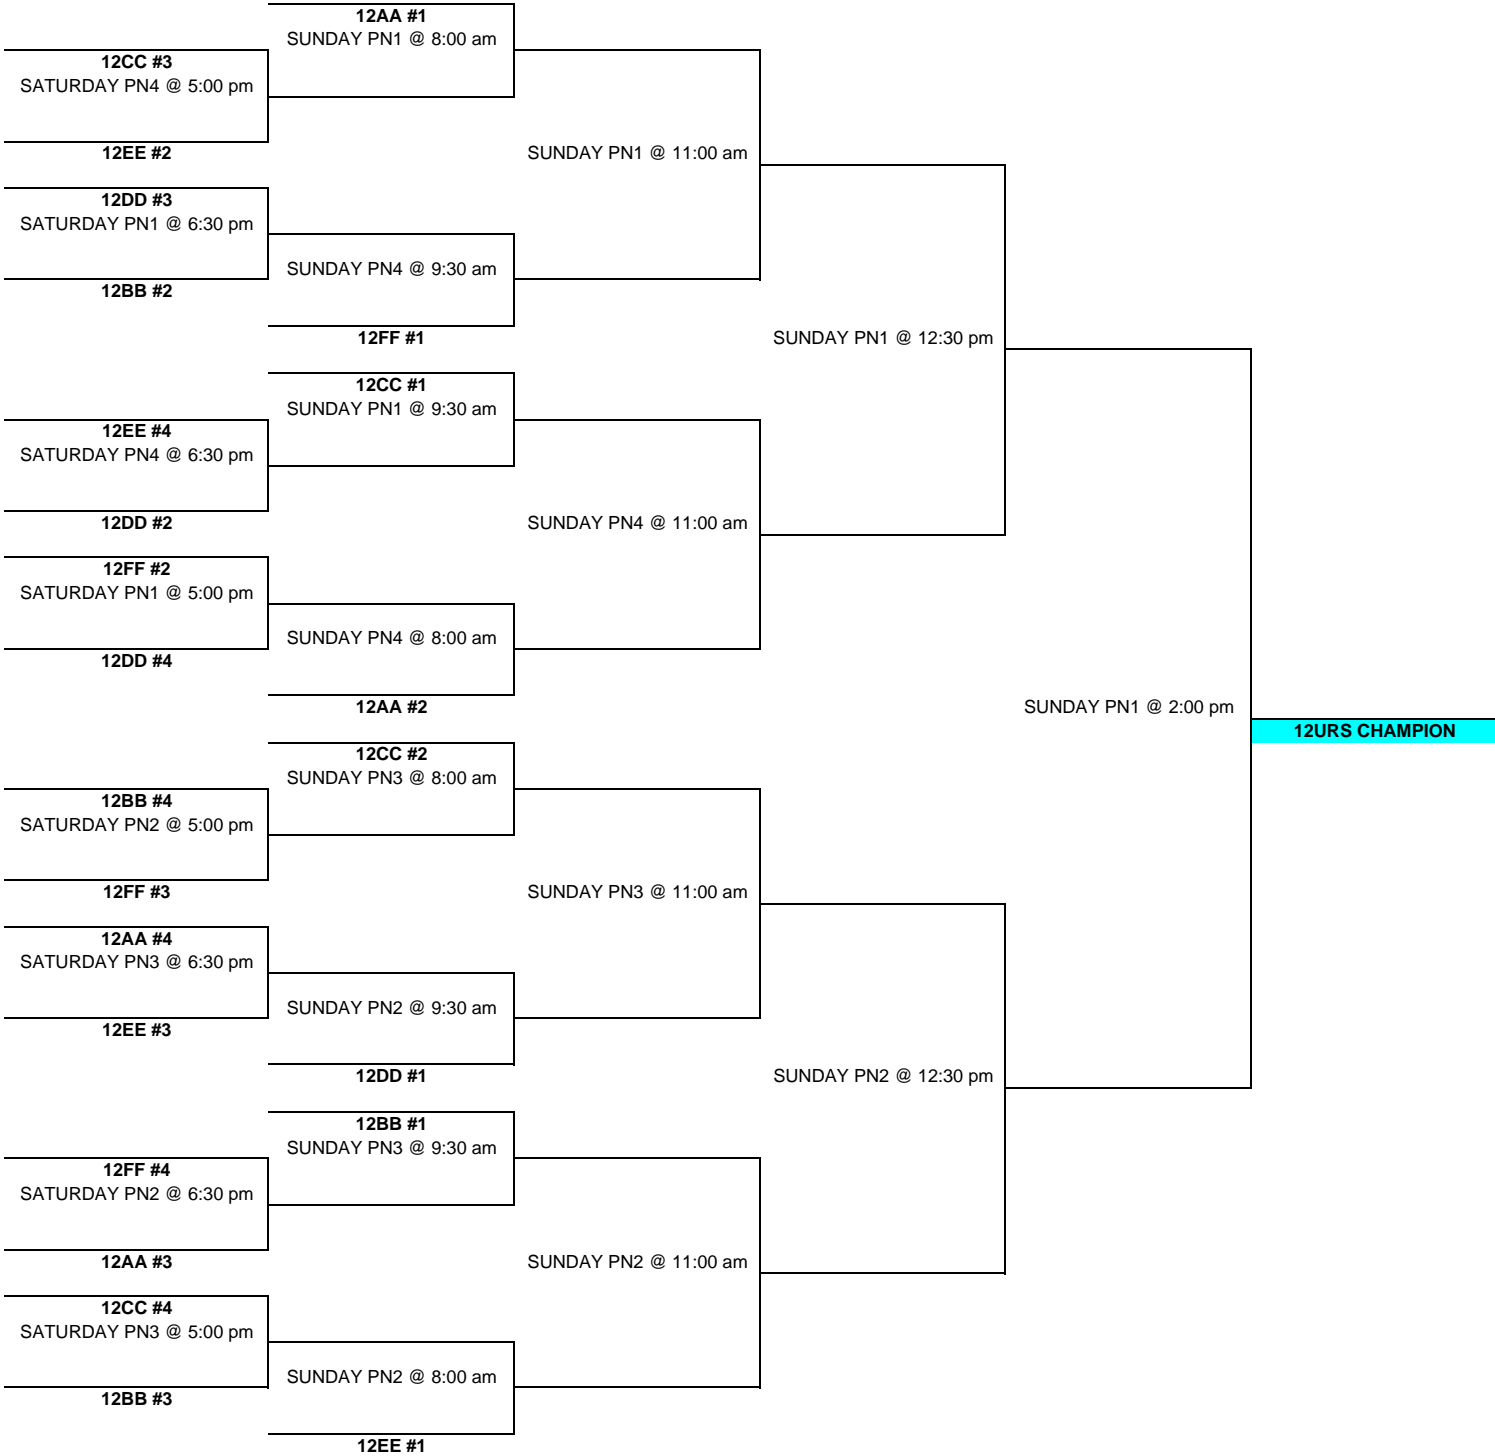 12AA #1
SUNDAY PN1 @ 8:00 am
12CC #3
SATURDAY PN4 @ 5:00 pm
12EE #2
SUNDAY PN1 @ 11:00 am
12DD #3
SATURDAY PN1 @ 6:30 pm
SUNDAY PN4 @ 9:30 am
12BB #2
12FF #1
SUNDAY PN1 @ 12:30 pm
12CC #1
SUNDAY PN1 @ 9:30 am
12EE #4
SATURDAY PN4 @ 6:30 pm
12DD #2
SUNDAY PN4 @ 11:00 am
12FF #2
SATURDAY PN1 @ 5:00 pm
SUNDAY PN4 @ 8:00 am
12DD #4
12AA #2
SUNDAY PN1 @ 2:00 pm
12URS CHAMPION
12CC #2
SUNDAY PN3 @ 8:00 am
12BB #4
SATURDAY PN2 @ 5:00 pm
12FF #3
SUNDAY PN3 @ 11:00 am
12AA #4
SATURDAY PN3 @ 6:30 pm
SUNDAY PN2 @ 9:30 am
12EE #3
12DD #1
SUNDAY PN2 @ 12:30 pm
12BB #1
SUNDAY PN3 @ 9:30 am
12FF #4
SATURDAY PN2 @ 6:30 pm
12AA #3
SUNDAY PN2 @ 11:00 am
12CC #4
SATURDAY PN3 @ 5:00 pm
SUNDAY PN2 @ 8:00 am
12BB #3
12EE #1